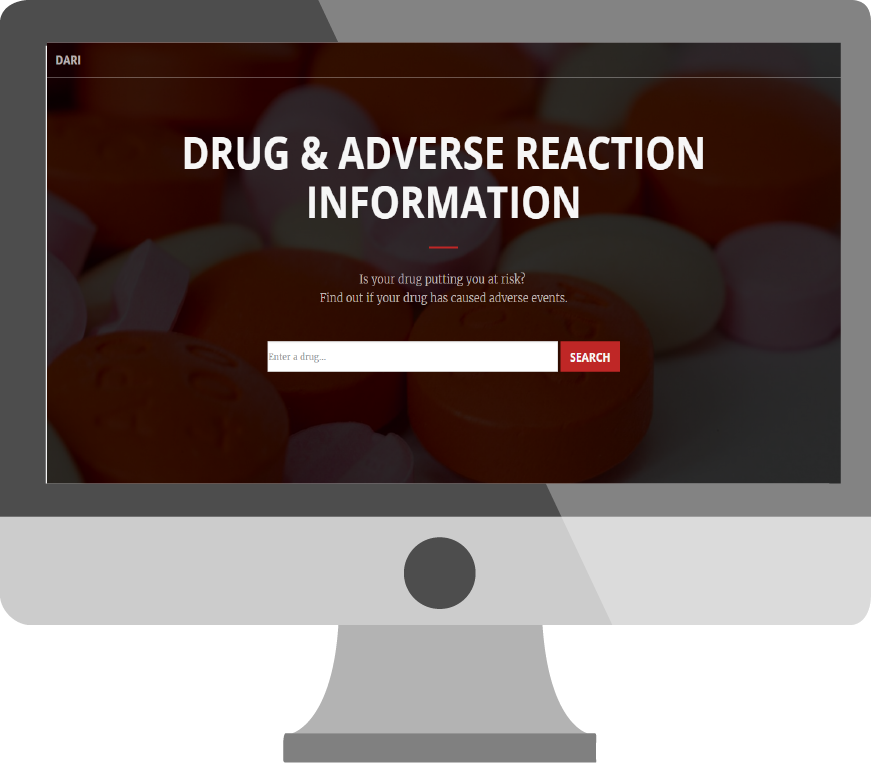 DARI
DRUG & ADVERSE REACTION
INFORMATION
Is your drug putting you at risk?
Find out if your drug has caused adverse events.
Enter a drug...
SEARCH